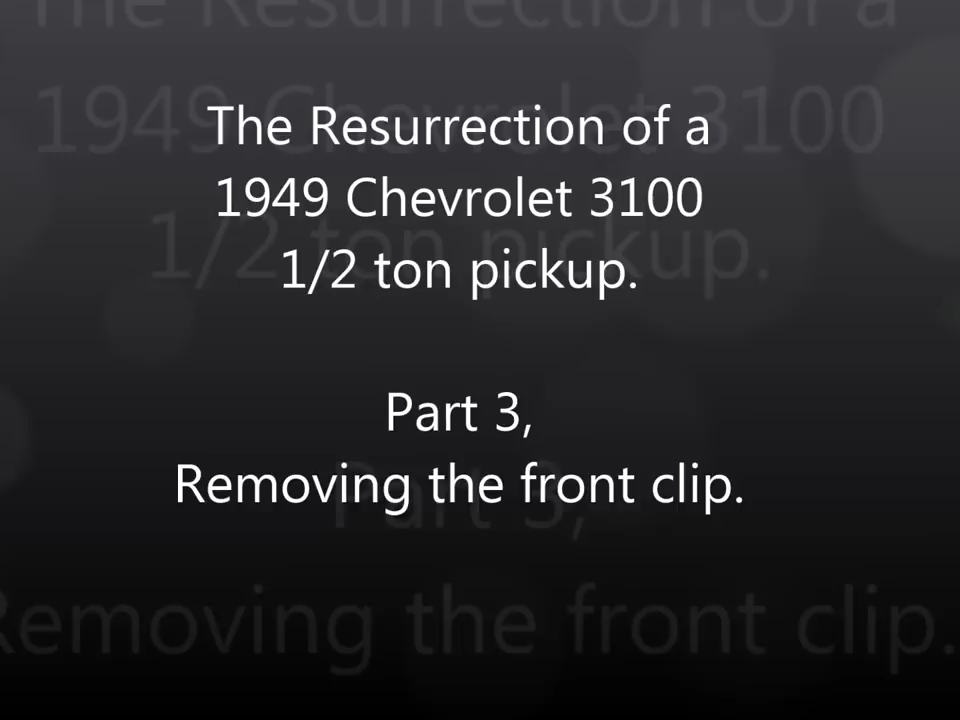 The Resurrection of a
1949 Chevrolet 3100
1/2 ton pickup.
Part 3,
Removing the front clip.